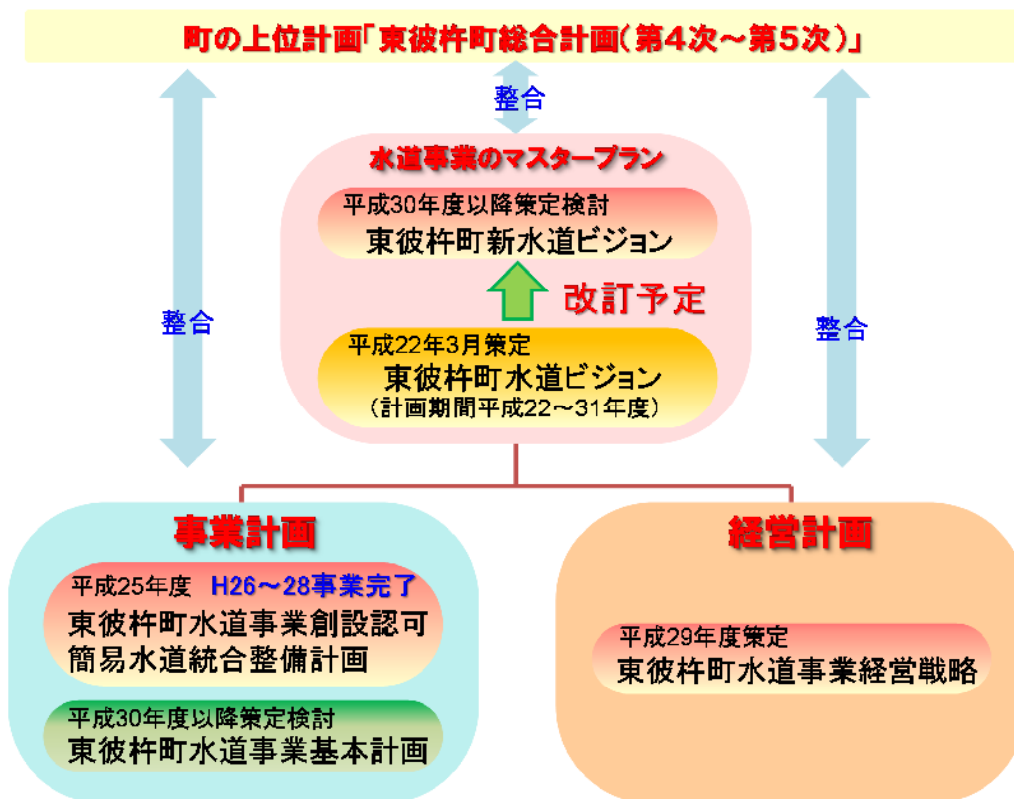 町の上位計画「東彼杵町総合計画(第4次～第5次)」
整合
水道事業のマスタープラン
平成30年度以降策定検討
東彼杵町新水道ビジョン
改訂予定
整合
整合
平成22年3月策定
東彼杵町水道ビジョン
(計画期間平成22～31年度)
事業計画
平成25年度 H26～28事業完了
東彼杵町水道事業創設認可
簡易水道統合整備計画
平成30年度以降策定検討
東彼杵町水道事業基本計画
経営計画
平成29年度策定
東彼杵町水道事業経営戦略